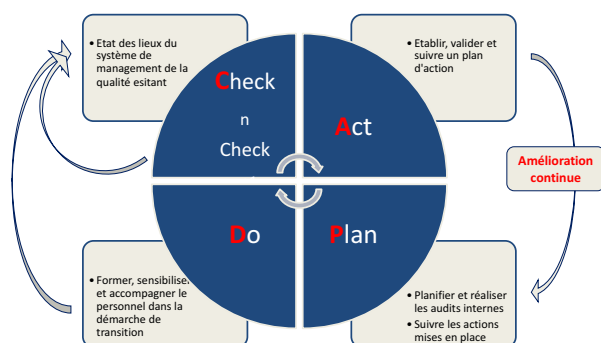 • Etat des lieux du
système de
management de la
qualité esitant
Check
n
Check
• Etablir, valider et
suivre un plan
d'action
Act
Amélioration
continue
• Former, sensibiliser
et accompagner le
personnel dans la
démarche de
transition
Do
Plan
• Planifier et réaliser
les audits internes
• Suivre les actions
mises en place